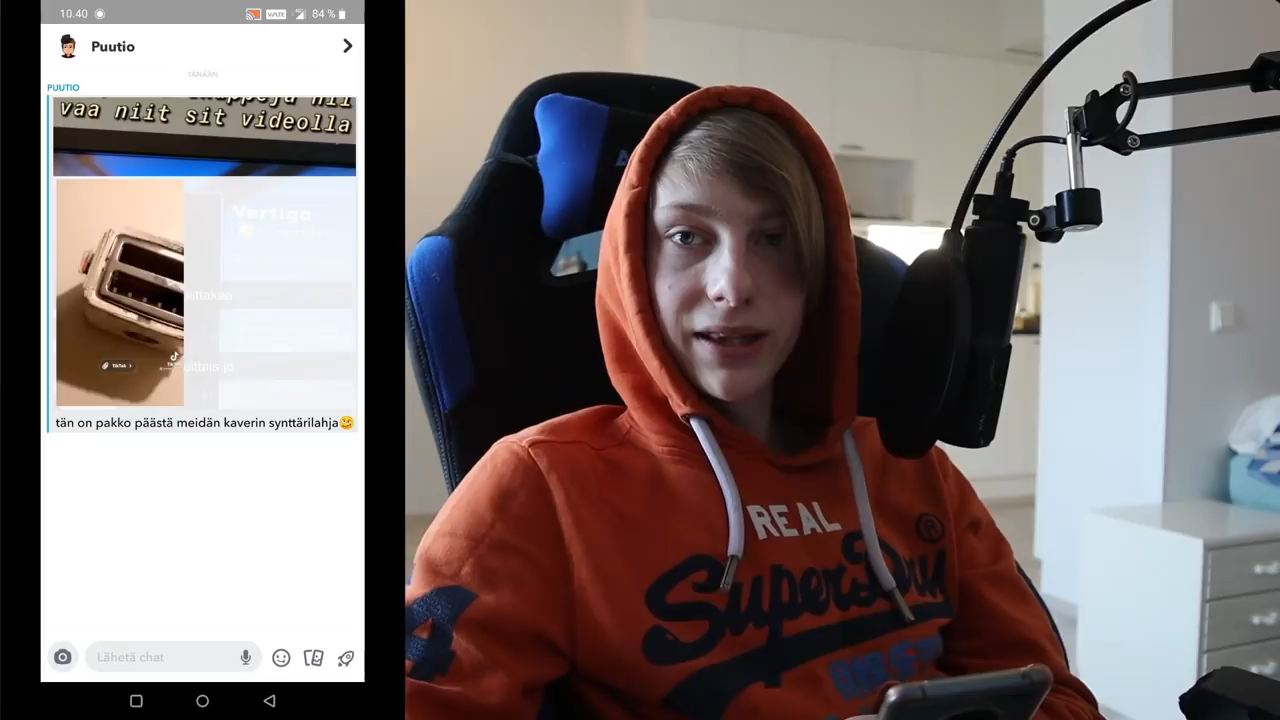 10.40
VoLTE
84 %
Puutio
TÄNÄÄN
PUUTIO
vaa niit sit videolla
Vertigo
TikTok
tän on pakko päästä meidän kaverin synttärilahja🥴
Lähetä chat
REAL
SuperDry
®